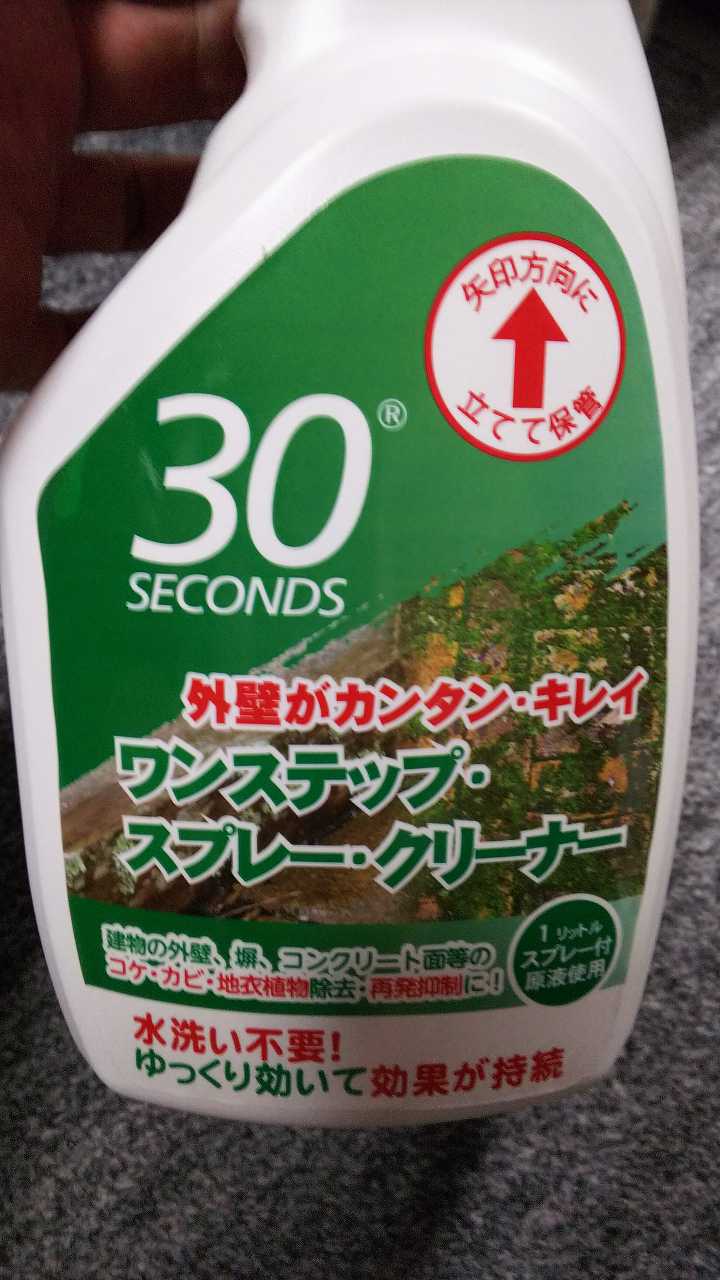 矢印方向に
立てて保管
30®
SECONDS
外壁がカンタン・キレイ
ワンステップ・
スプレー・クリーナー
建物の外壁、塀、コンクリート面等の
コケ・カビ・地衣植物除去・再発抑制に!
1リットル
スプレー付
原液使用
水洗い不要!
ゆっくり効いて効果が持続